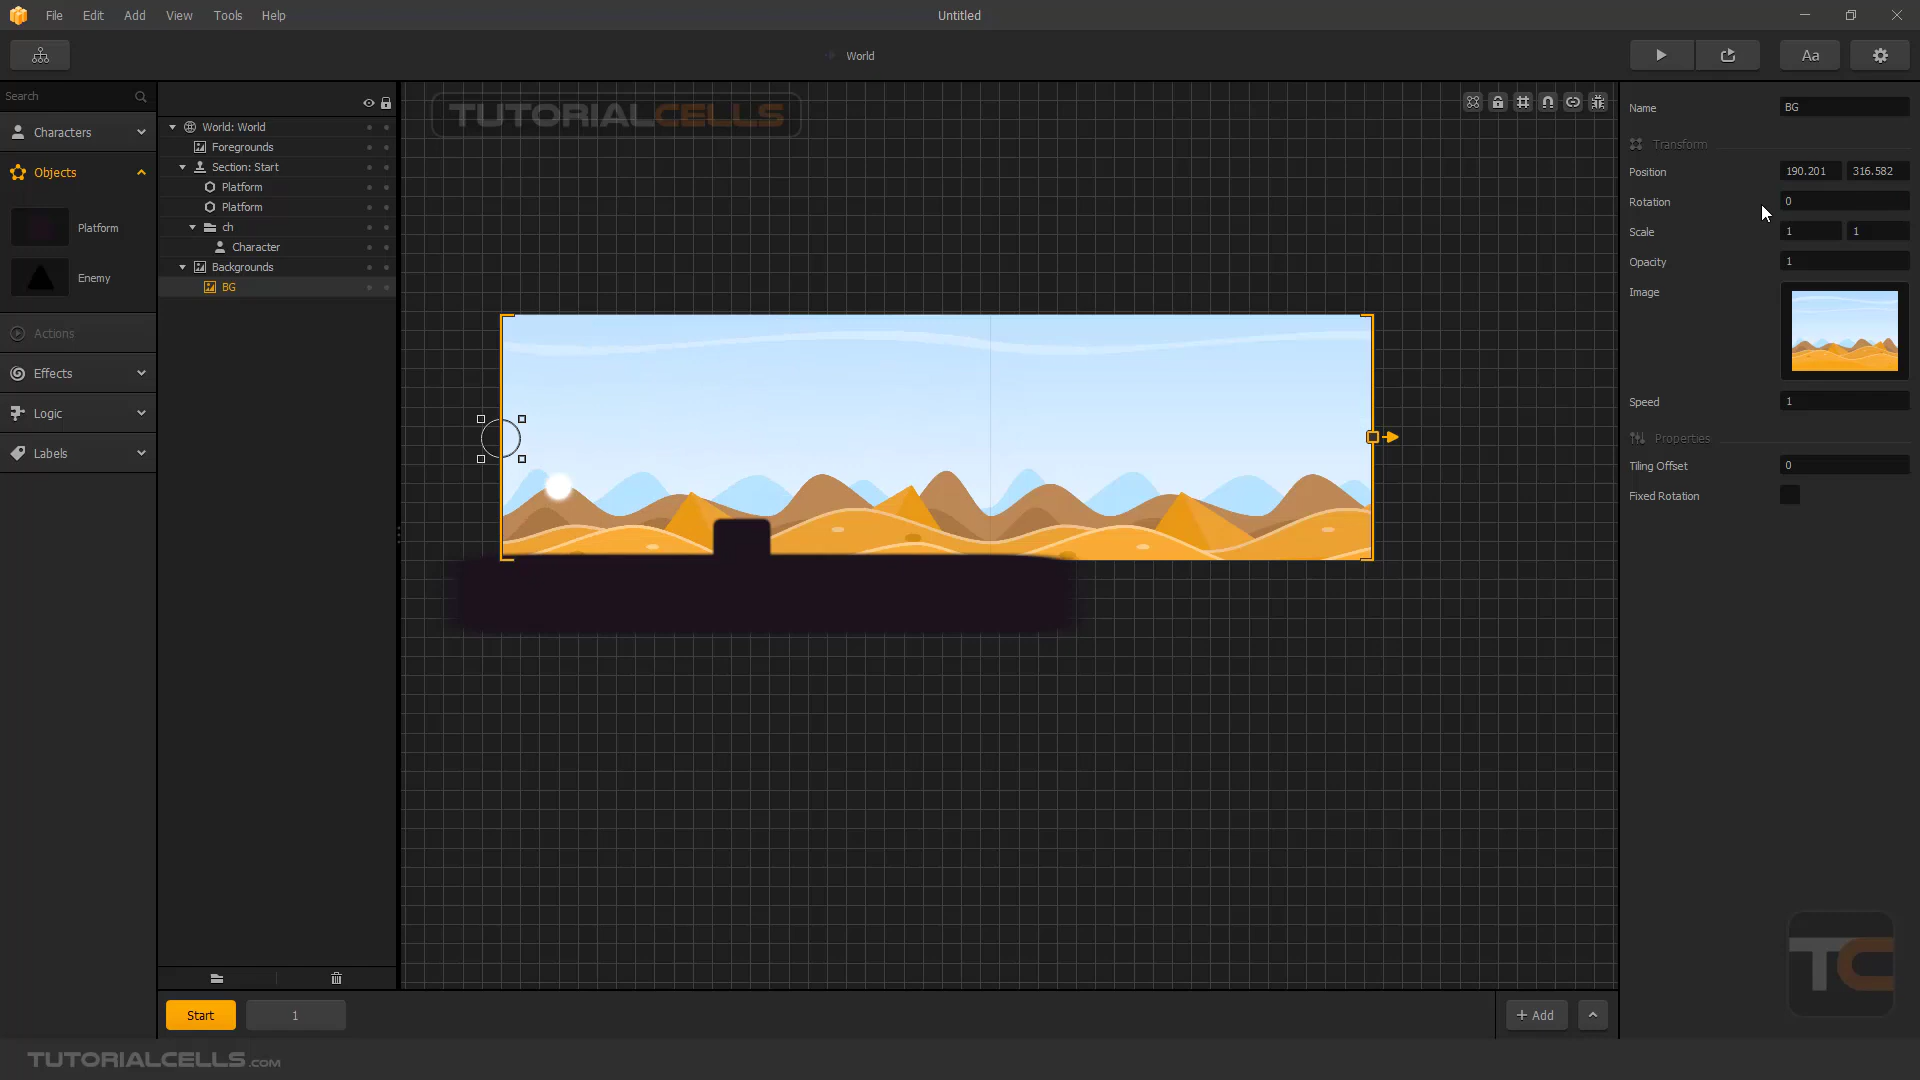 File Edit Add View Tools Help
Untitled
World
Aa
Search
Characters
Objects
Platform
Enemy
Actions
Effects
Logic
Labels
World: World
Foregrounds
Section: Start
Platform
Platform
ch
Character
Backgrounds
BG
TUTORIALCELLS
Name BG
Transform
Position 190.201 316.582
Rotation 0
Scale 1 1
Opacity 1
Image
Speed 1
Properties
Tiling Offset 0
Fixed Rotation
TC
Start 1
+ Add
TUTORIALCELLS.COM